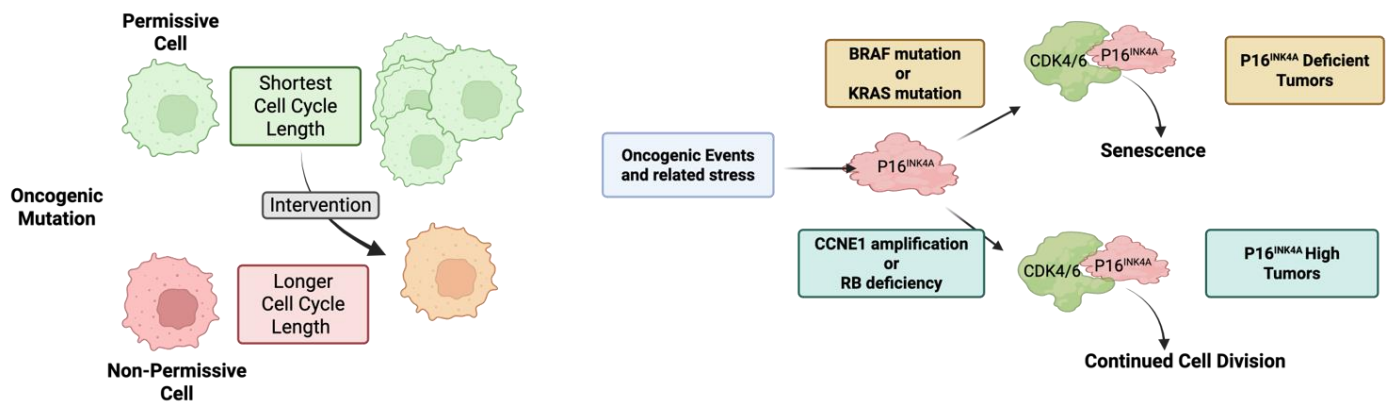 Permissive
Cell
Shortest
Cell Cycle
Length
Oncogenic
Mutation
Intervention
Longer
Cell Cycle
Length
Non-Permissive
Cell
Oncogenic Events
and related stress
P16INK4A
BRAF mutation
or
KRAS mutation
CDK4/6
P16INK4A
Senescence
P16INK4A Deficient
Tumors
CCNE1 amplification
or
RB deficiency
CDK4/6
P16INK4A
Continued Cell Division
P16INK4A High
Tumors